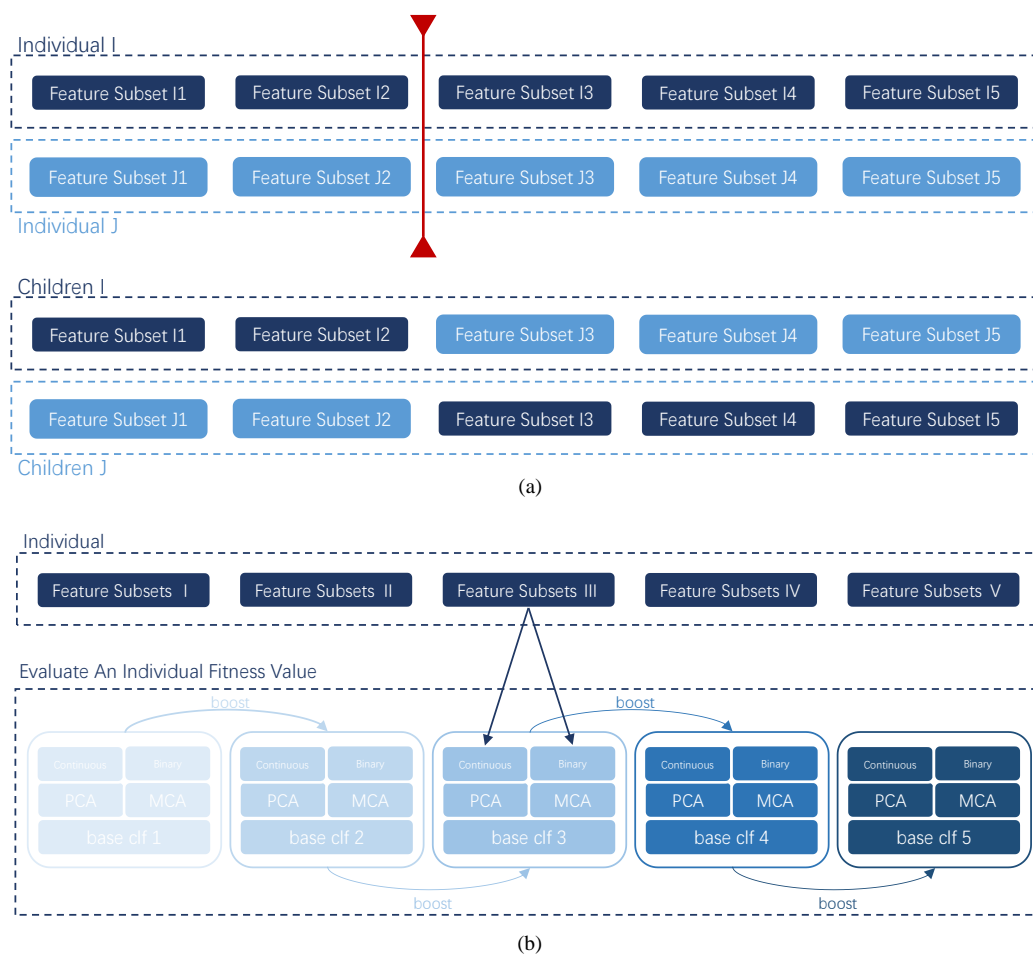 Individual I
Feature Subset I1 Feature Subset I2 Feature Subset I3 Feature Subset I4 Feature Subset I5
Feature Subset J1 Feature Subset J2 Feature Subset J3 Feature Subset J4 Feature Subset J5
Individual J
Children I
Feature Subset I1 Feature Subset I2 Feature Subset J3 Feature Subset J4 Feature Subset J5
Feature Subset J1 Feature Subset J2 Feature Subset I3 Feature Subset I4 Feature Subset I5
Children J
(a)
Individual
Feature Subsets I Feature Subsets II Feature Subsets III Feature Subsets IV Feature Subsets V
Evaluate An Individual Fitness Value
boost boost
Continuous Binary Continuous Binary Continuous Binary Continuous Binary Continuous Binary
PCA MCA PCA MCA PCA MCA PCA MCA PCA MCA
base clf 1 base clf 2 base clf 3 base clf 4 base clf 5
boost boost
(b)